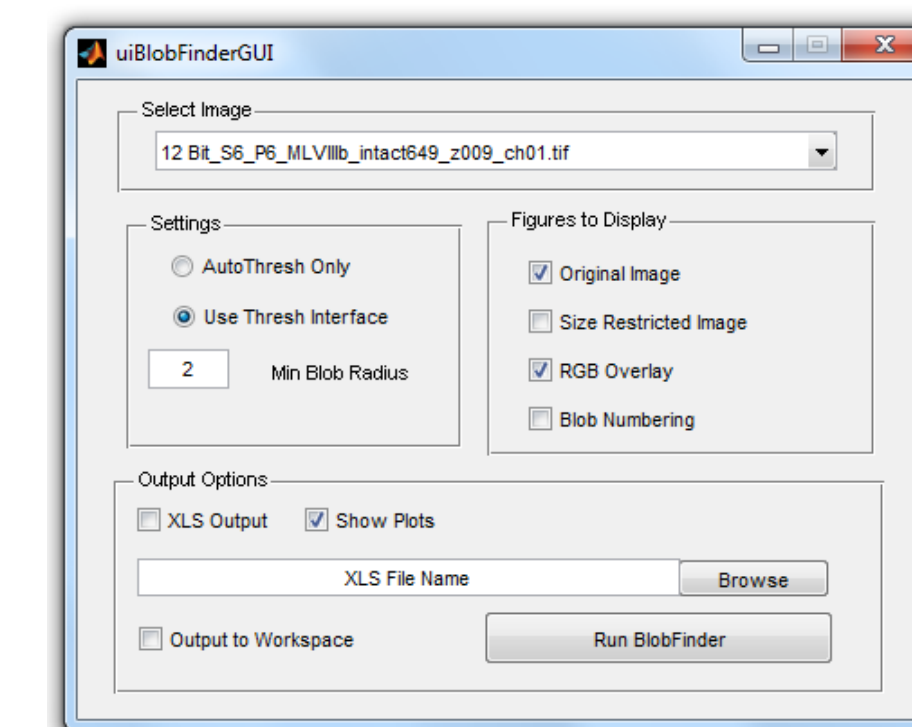 uiBlobFinderGUI
Select Image
12 Bit_S6_P6_MLVIIIb_intact649_z009_ch01.tif
Settings
AutoThresh Only
Use Thresh Interface
2 Min Blob Radius
Figures to Display
Original Image
Size Restricted Image
RGB Overlay
Blob Numbering
Output Options
XLS Output Show Plots
XLS File Name Browse
Output to Workspace Run BlobFinder